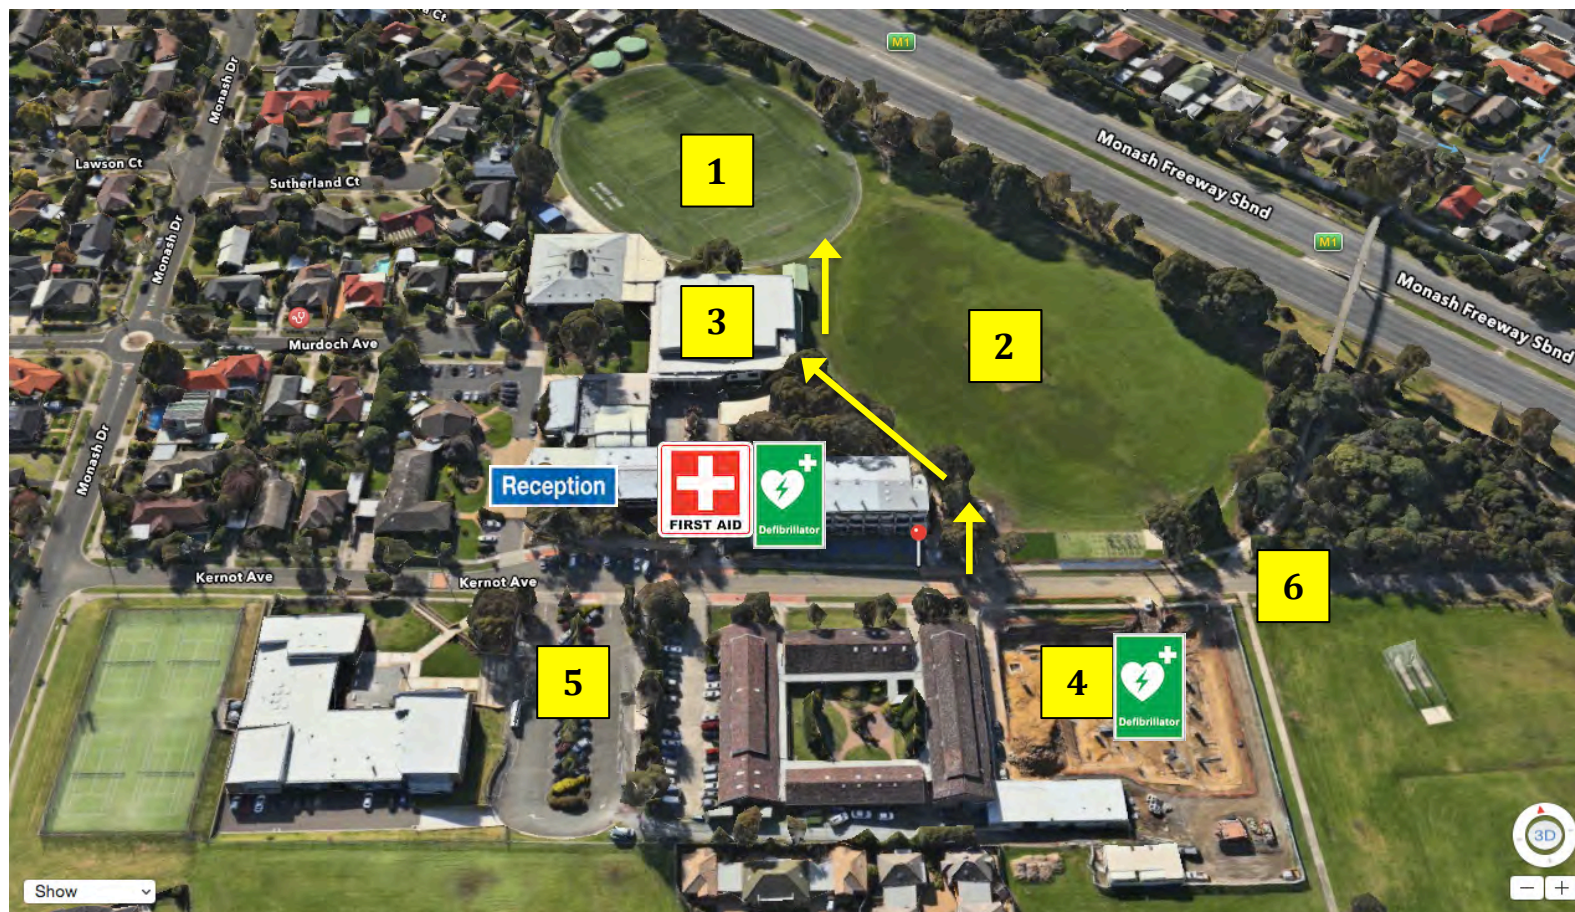 M1
Monash Dr
Lawson Ct
Sutherland Ct
Monash Freeway Sbnd
1
M1
Monash Dr
Monash Freeway Sbnd
3
2
Murdoch Ave
Monash Dr
Reception
FIRST AID
Defibrillator
Kernot Ave
Kernot Ave
6
5
4
Defibrillator
3D
Show